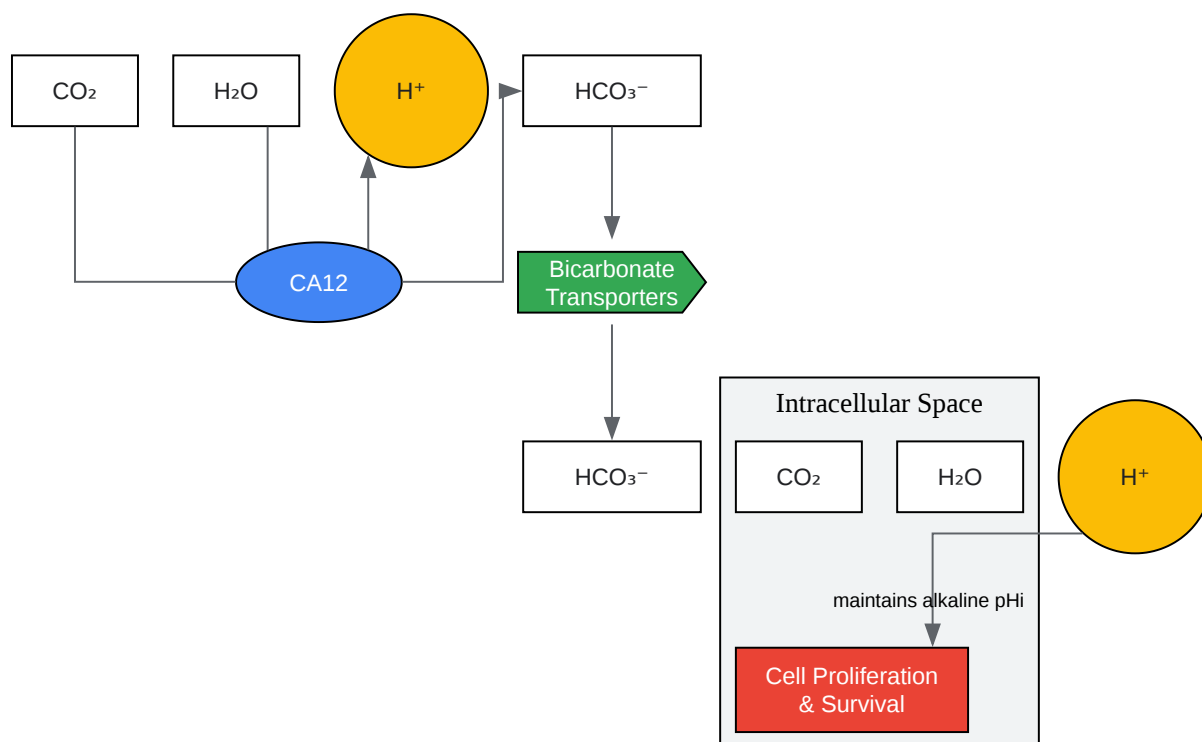 CO₂
H₂O
H⁺
HCO₃⁻
CA12
Bicarbonate
Transporters
Intracellular Space
HCO₃⁻
CO₂
H₂O
H⁺
maintains alkaline pHi
Cell Proliferation
& Survival